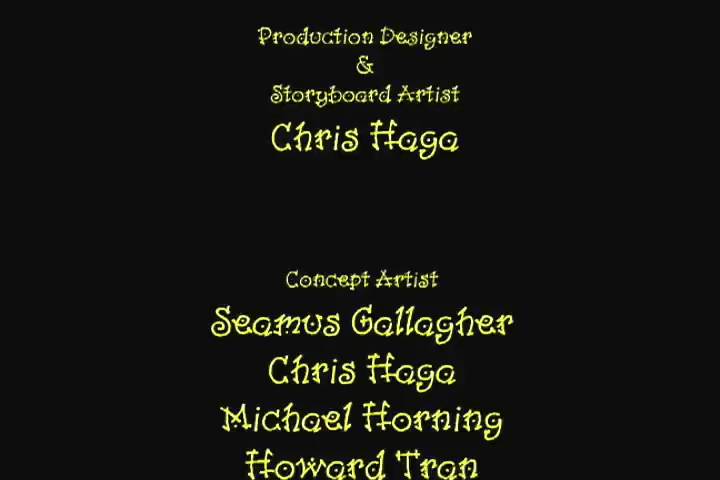 Production Designer
&
Storyboard Artist
Chris Haga
Concept Artist
Seamus Gallagher
Chris Haga
Michael Horning
Howard Tran